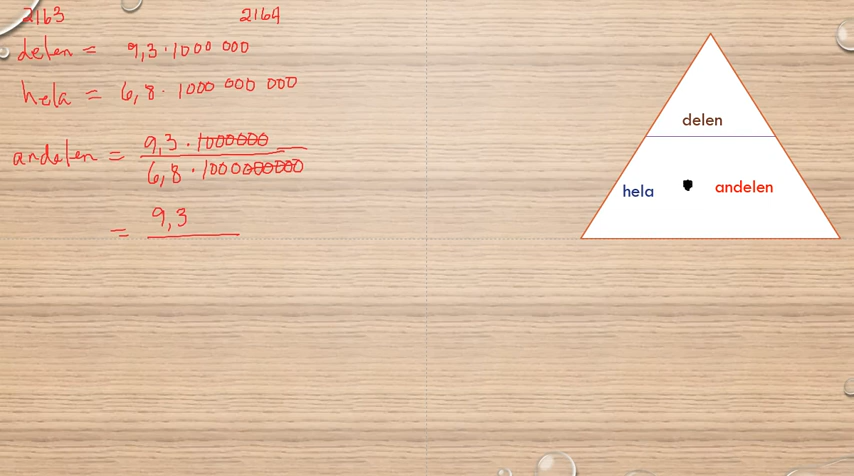 2163 2164
delen = 9,3 · 1000 000
hela = 6,8 · 1000 000 000
andelen = 9,3 · 1000000
6,8 · 1000000000
= 9,3
delen
hela · andelen